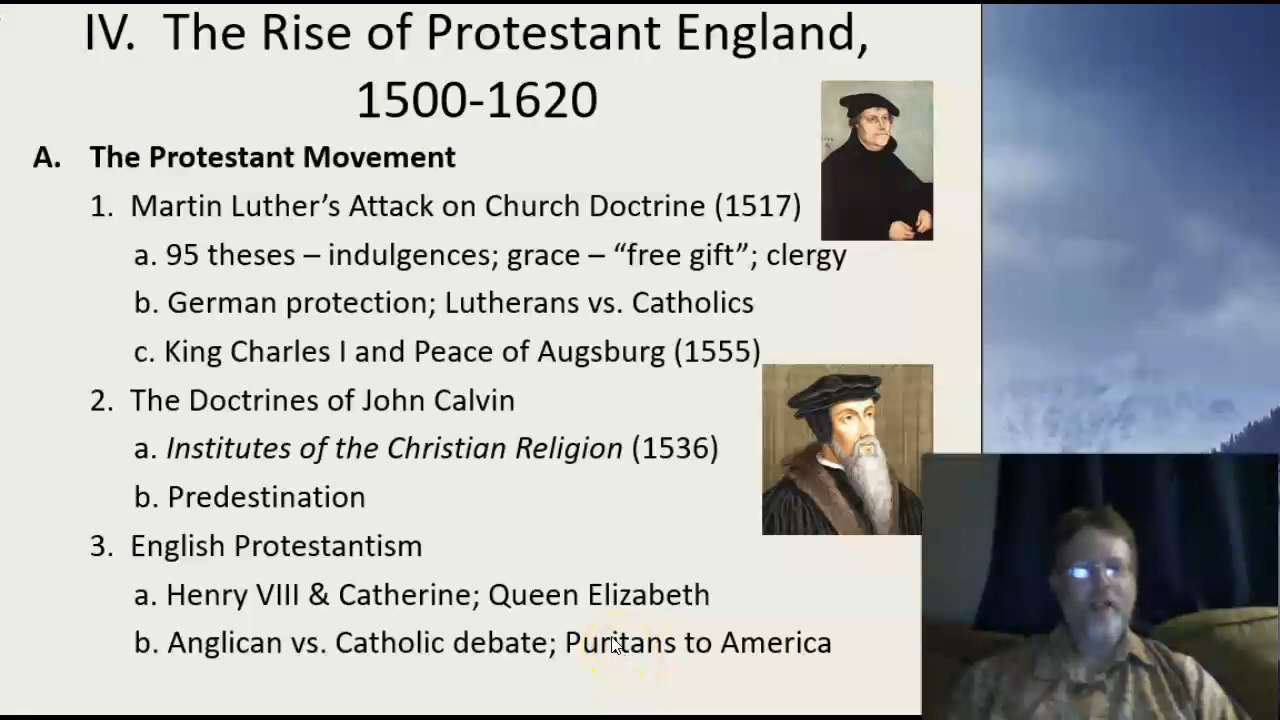 IV. The Rise of Protestant England,
1500-1620
A. The Protestant Movement
1. Martin Luther’s Attack on Church Doctrine (1517)
a. 95 theses – indulgences; grace – “free gift”; clergy
b. German protection; Lutherans vs. Catholics
c. King Charles I and Peace of Augsburg (1555)
2. The Doctrines of John Calvin
a. Institutes of the Christian Religion (1536)
b. Predestination
3. English Protestantism
a. Henry VIII & Catherine; Queen Elizabeth
b. Anglican vs. Catholic debate; Puritans to America